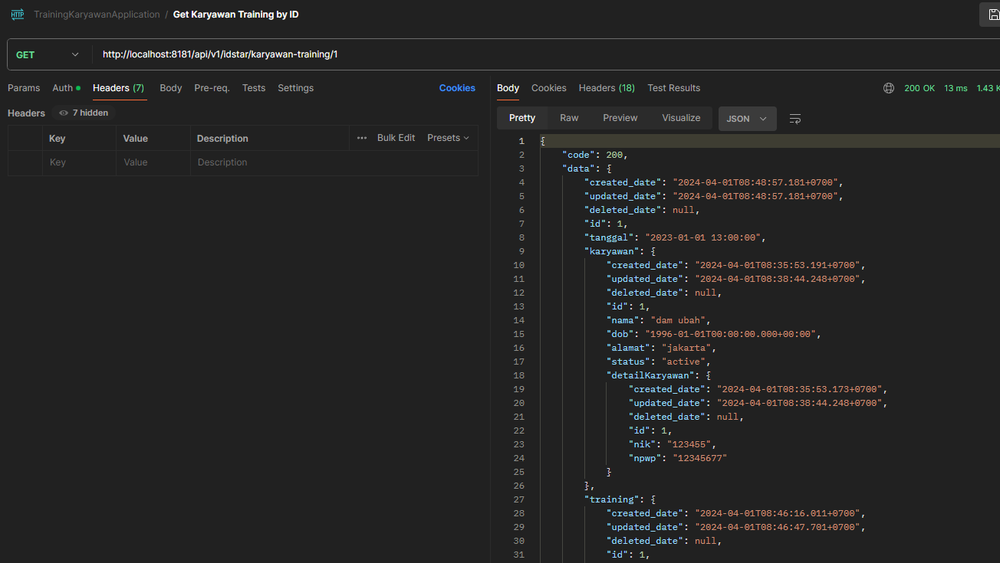 HTTP TrainingKaryawanApplication / Get Karyawan Training by ID
GET http://localhost:8181/api/v1/idstar/karyawan-training/1
Params Auth Headers (7) Body Pre-req. Tests Settings Cookies
Headers 7 hidden
Key Value Description Bulk Edit Presets
Key Value Description
Body Cookies Headers (18) Test Results 200 OK 13 ms 1.43 K
Pretty Raw Preview Visualize JSON
1 {
2 "code": 200,
3 "data": {
4 "created_date": "2024-04-01T08:48:57.181+0700",
5 "updated_date": "2024-04-01T08:48:57.181+0700",
6 "deleted_date": null,
7 "id": 1,
8 "tanggal": "2023-01-01 13:00:00",
9 "karyawan": {
10 "created_date": "2024-04-01T08:35:53.191+0700",
11 "updated_date": "2024-04-01T08:38:44.248+0700",
12 "deleted_date": null,
13 "id": 1,
14 "nama": "dam ubah",
15 "dob": "1996-01-01T00:00:00.000+00:00",
16 "alamat": "jakarta",
17 "status": "active",
18 "detailKaryawan": {
19 "created_date": "2024-04-01T08:35:53.173+0700",
20 "updated_date": "2024-04-01T08:38:44.248+0700",
21 "deleted_date": null,
22 "id": 1,
23 "nik": "123455",
24 "npwp": "12345677"
25 }
26 },
27 "training": {
28 "created_date": "2024-04-01T08:46:16.011+0700",
29 "updated_date": "2024-04-01T08:46:47.701+0700",
30 "deleted_date": null,
31 "id": 1,